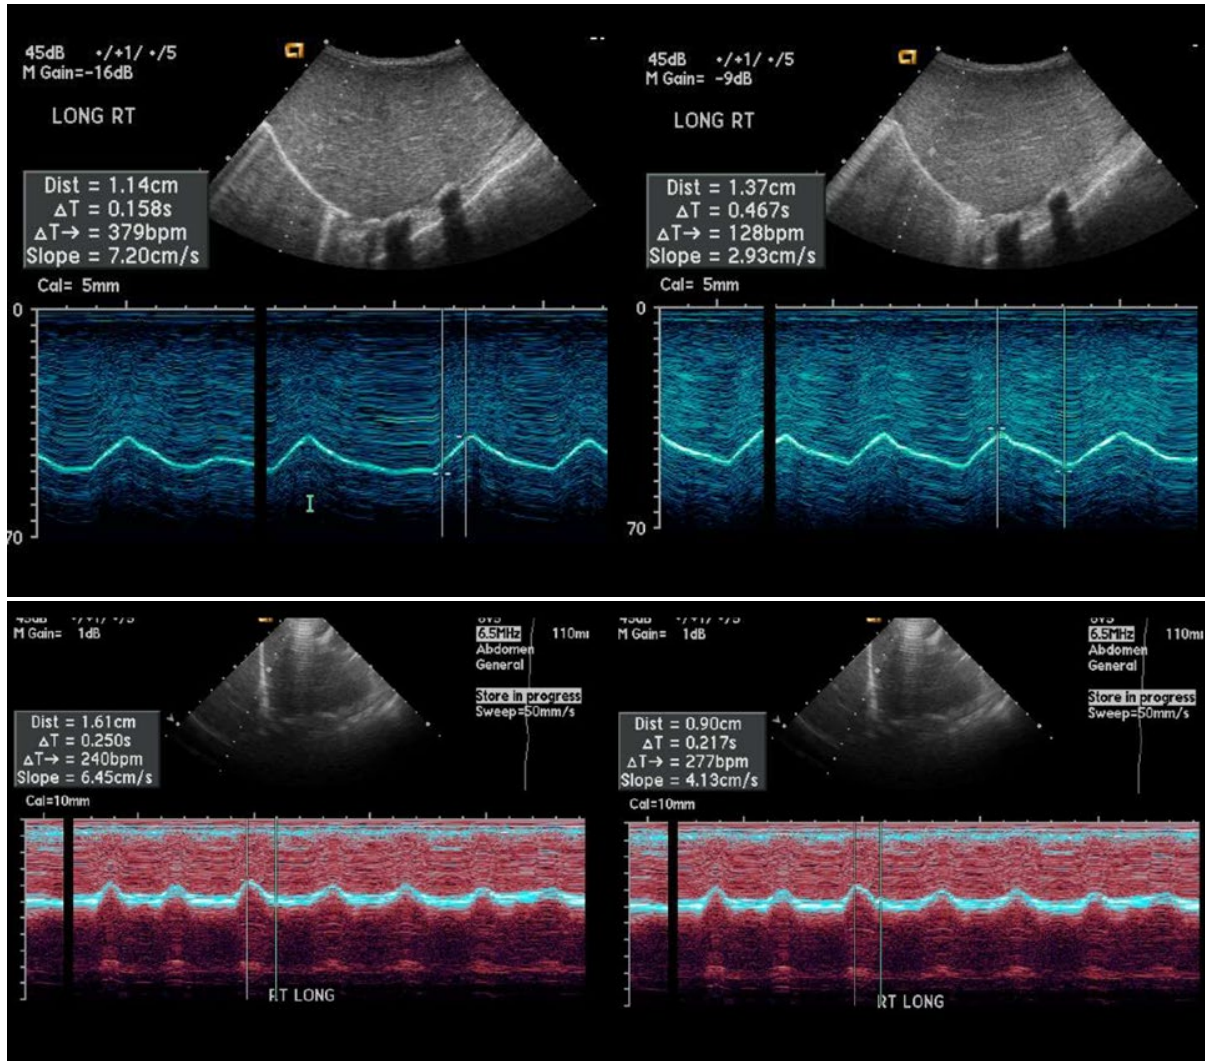 45dB •/+1/ •/5
M Gain=-16dB
LONG RT
Dist = 1.14cm
ΔT = 0.158s
ΔT→ = 379bpm
Slope = 7.20cm/s
Cal= 5mm
0
70
45dB •/+1/ •/5
M Gain= -9dB
LONG RT
Dist = 1.37cm
ΔT = 0.467s
ΔT→ = 128bpm
Slope = 2.93cm/s
Cal= 5mm
0
70
M Gain= 1dB
6.5MHz 110m
Abdomen
General
Store in progress
Sweep=50mm/s
Dist = 1.61cm
ΔT = 0.250s
ΔT→ = 240bpm
Slope = 6.45cm/s
Cal=10mm
RT LONG
M Gain= 1dB
6.5MHz 110m
Abdomen
General
Store in progress
Sweep=50mm/s
Dist = 0.90cm
ΔT = 0.217s
ΔT→ = 277bpm
Slope = 4.13cm/s
Cal=10mm
RT LONG